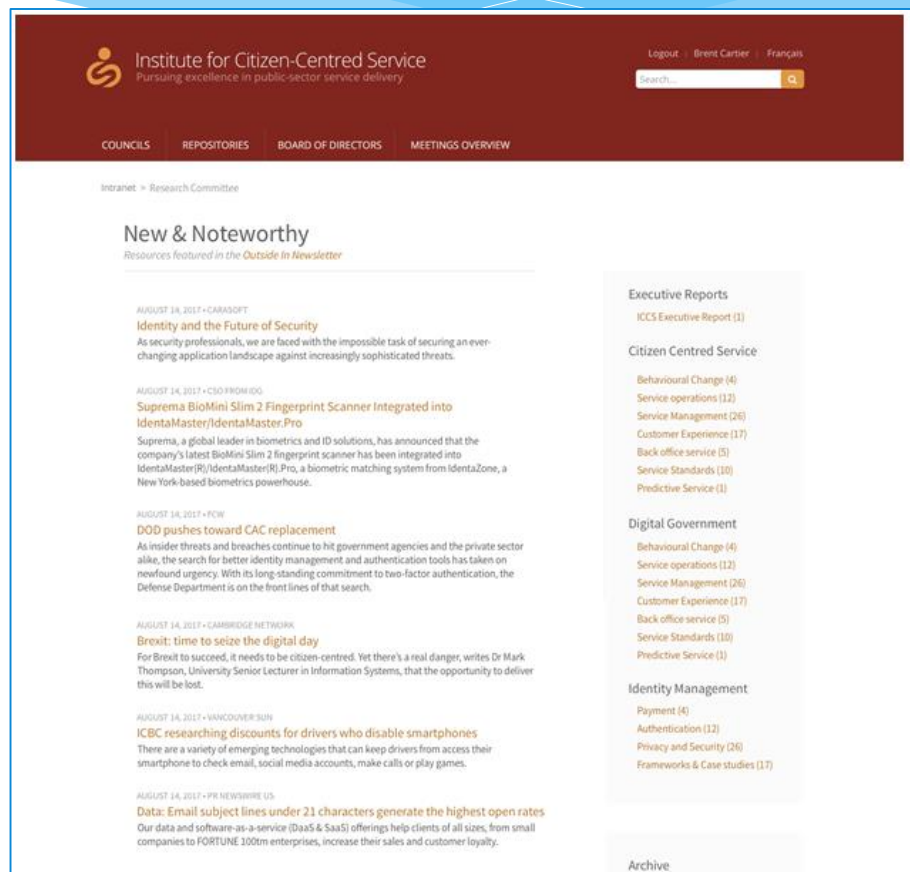 Institute for Citizen-Centred Service
Pursuing excellence in public-sector service delivery
Logout | Brent Cartier | Français
Search...
COUNCILS
REPOSITORIES
BOARD OF DIRECTORS
MEETINGS OVERVIEW
Intranet » Research Committee
New & Noteworthy
Resources featured in the Outside In Newsletter
AUGUST 14, 2017 • CARASOFT
Identity and the Future of Security
As security professionals, we are faced with the impossible task of securing an ever-
changing application landscape against increasingly sophisticated threats.
AUGUST 14, 2017 • CSO FROM IDG
Suprema BioMini Slim 2 Fingerprint Scanner Integrated into
IdentaMaster/IdentaMaster.Pro
Suprema, a global leader in biometrics and ID solutions, has announced that the
company's latest BioMini Slim 2 fingerprint scanner has been integrated into
IdentaMaster(R)/IdentaMaster(R).Pro, a biometric matching system from IdentaZone, a
New York-based biometrics powerhouse.
AUGUST 14, 2017 • FCW
DOD pushes toward CAC replacement
As insider threats and breaches continue to hit government agencies and the private sector
alike, the search for better identity management and authentication tools has taken on
newfound urgency. With its long-standing commitment to two-factor authentication, the
Defense Department is on the front lines of that search.
AUGUST 14, 2017 • CAMBRIDGE NETWORK
Brexit: time to seize the digital day
For Brexit to succeed, it needs to be citizen-centred. Yet there's a real danger, writes Dr Mark
Thompson, University Senior Lecturer in Information Systems, that the opportunity to deliver
this will be lost.
AUGUST 14, 2017 • VANCOUVER SUN
ICBC researching discounts for drivers who disable smartphones
There are a variety of emerging technologies that can keep drivers from access their
smartphone to check email, social media accounts, make calls or play games.
AUGUST 14, 2017 • PR NEWSWIRE US
Data: Email subject lines under 21 characters generate the highest open rates
Our data and software-as-a-service (DaaS & SaaS) offerings help clients of all sizes, from small
companies to FORTUNE 100tm enterprises, increase their sales and customer loyalty.
Executive Reports
ICCS Executive Report (1)
Citizen Centred Service
Behavioural Change (4)
Service operations (12)
Service Management (26)
Customer Experience (17)
Back office service (5)
Service Standards (10)
Predictive Service (1)
Digital Government
Behavioural Change (4)
Service operations (12)
Service Management (26)
Customer Experience (17)
Back office service (5)
Service Standards (10)
Predictive Service (1)
Identity Management
Payment (4)
Authentication (12)
Privacy and Security (26)
Frameworks & Case studies (17)
Archive